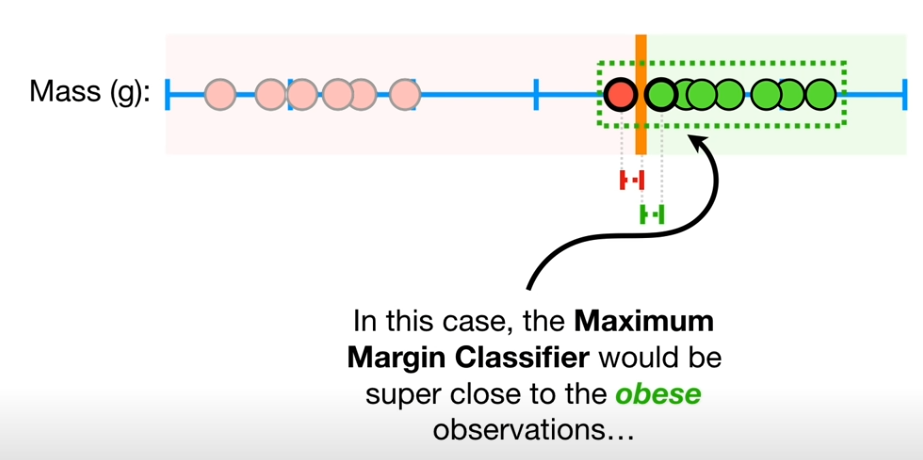 Mass (g):
In this case, the Maximum
Margin Classifier would be
super close to the obese
observations…